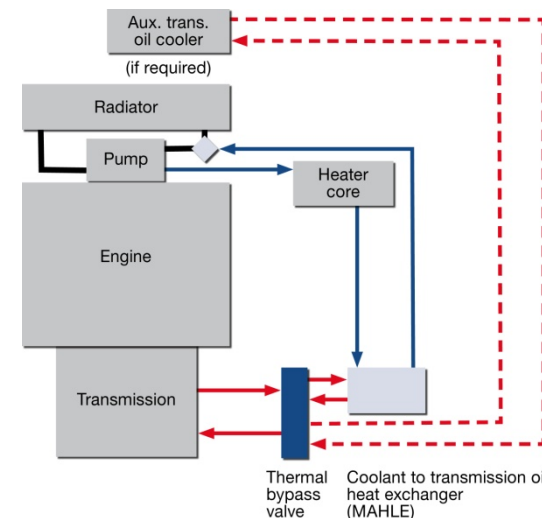 Aux. trans.
oil cooler
(if required)
Radiator
Pump
Heater
core
Engine
Transmission
Thermal
bypass
valve
Coolant to transmission oi
heat exchanger
(MAHLE)